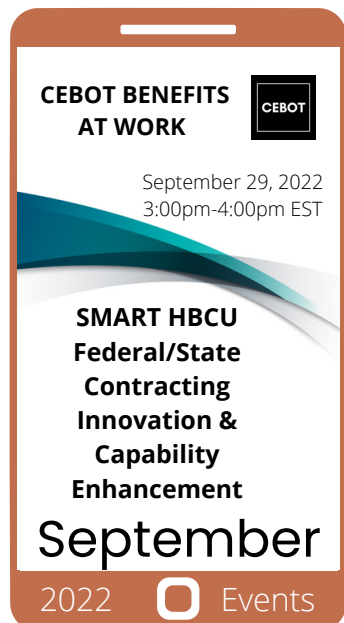 CEBOT BENEFITS
AT WORK
CEBOT
September 29, 2022
3:00pm-4:00pm EST
SMART HBCU
Federal/State
Contracting
Innovation &
Capability
Enhancement
September
2022 Events